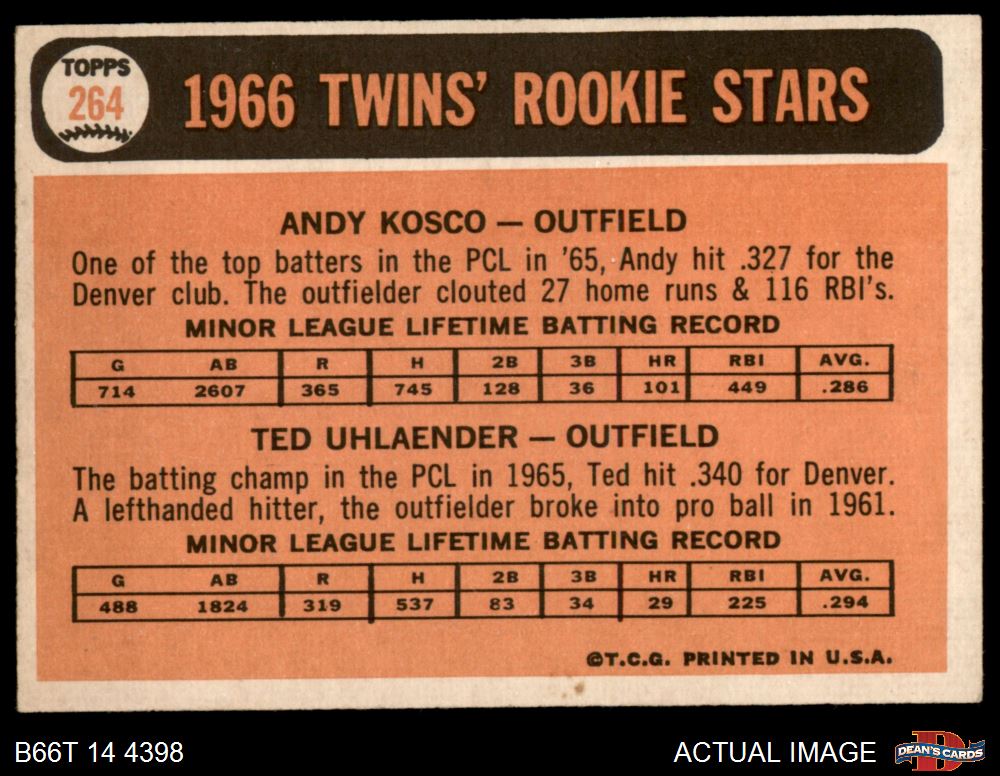 TOPPS
264
1966 TWINS' ROOKIE STARS
ANDY KOSCO — OUTFIELD
One of the top batters in the PCL in '65, Andy hit .327 for the
Denver club. The outfielder clouted 27 home runs & 116 RBI's.
MINOR LEAGUE LIFETIME BATTING RECORD
G AB R H 2B 3B HR RBI AVG.
714 2607 365 745 128 36 101 449 .286
TED UHLAENDER — OUTFIELD
The batting champ in the PCL in 1965, Ted hit .340 for Denver.
A lefthanded hitter, the outfielder broke into pro ball in 1961.
MINOR LEAGUE LIFETIME BATTING RECORD
G AB R H 2B 3B HR RBI AVG.
488 1824 319 537 83 34 29 225 .294
©T.C.G. PRINTED IN U.S.A.
B66T 14 4398
ACTUAL IMAGE
DEAN'S CARDS